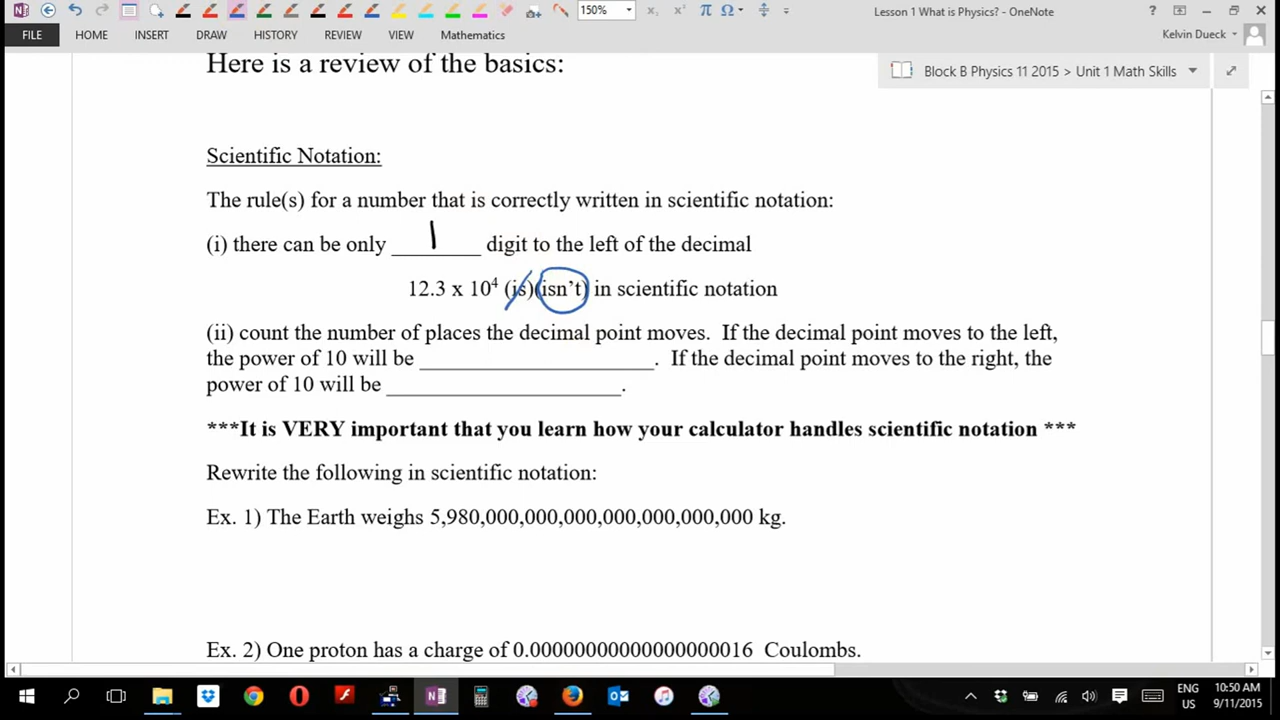 150%
Lesson 1 What is Physics? - OneNote
FILE HOME INSERT DRAW HISTORY REVIEW VIEW Mathematics
Kelvin Dueck
Here is a review of the basics:
Block B Physics 11 2015 > Unit 1 Math Skills
Scientific Notation:
The rule(s) for a number that is correctly written in scientific notation:
(i) there can be only 1 digit to the left of the decimal
12.3 x 10⁴ (is)(isn't) in scientific notation
(ii) count the number of places the decimal point moves. If the decimal point moves to the left,
the power of 10 will be ____________________. If the decimal point moves to the right, the
power of 10 will be ____________________.
***It is VERY important that you learn how your calculator handles scientific notation ***
Rewrite the following in scientific notation:
Ex. 1) The Earth weighs 5,980,000,000,000,000,000,000,000 kg.
Ex. 2) One proton has a charge of 0.00000000000000000016 Coulombs.
ENG 10:50 AM
US 9/11/2015